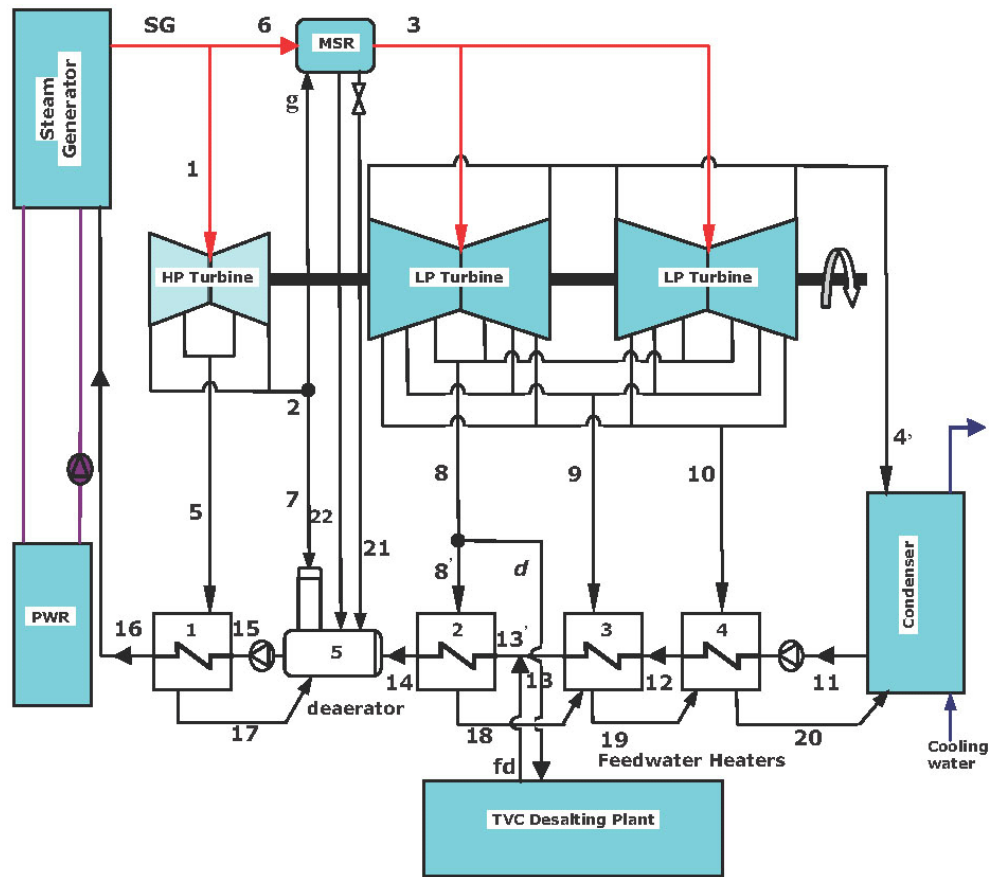 SG
6
MSR
3
Steam
Generator
g
1
HP Turbine
LP Turbine
LP Turbine
2
4'
5
7
22
21
8
9
10
8'
d
PWR
16
1
15
5
14
2
13'
13
3
12
4
11
Condenser
deaerator
17
18
19
20
Feedwater Heaters
fd
Cooling
water
TVC Desalting Plant